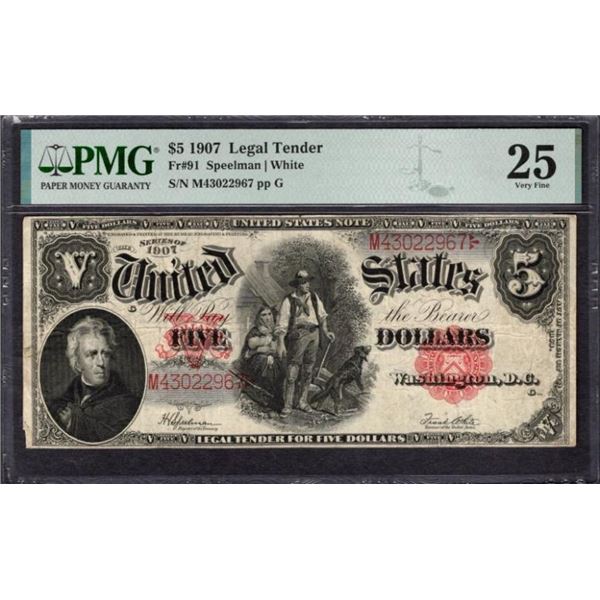 PMG
PAPER MONEY GUARANTY
$5 1907 Legal Tender
Fr#91 Speelman | White
S/N M43022967 pp G
25
Very Fine
UNITED STATES NOTE
FIVE DOLLARS
SERIES OF
1907
M43022967
V
United States
5
Will Pay the Bearer
FIVE DOLLARS
M43022967
Washington, D.C.
G
LEGAL TENDER FOR FIVE DOLLARS